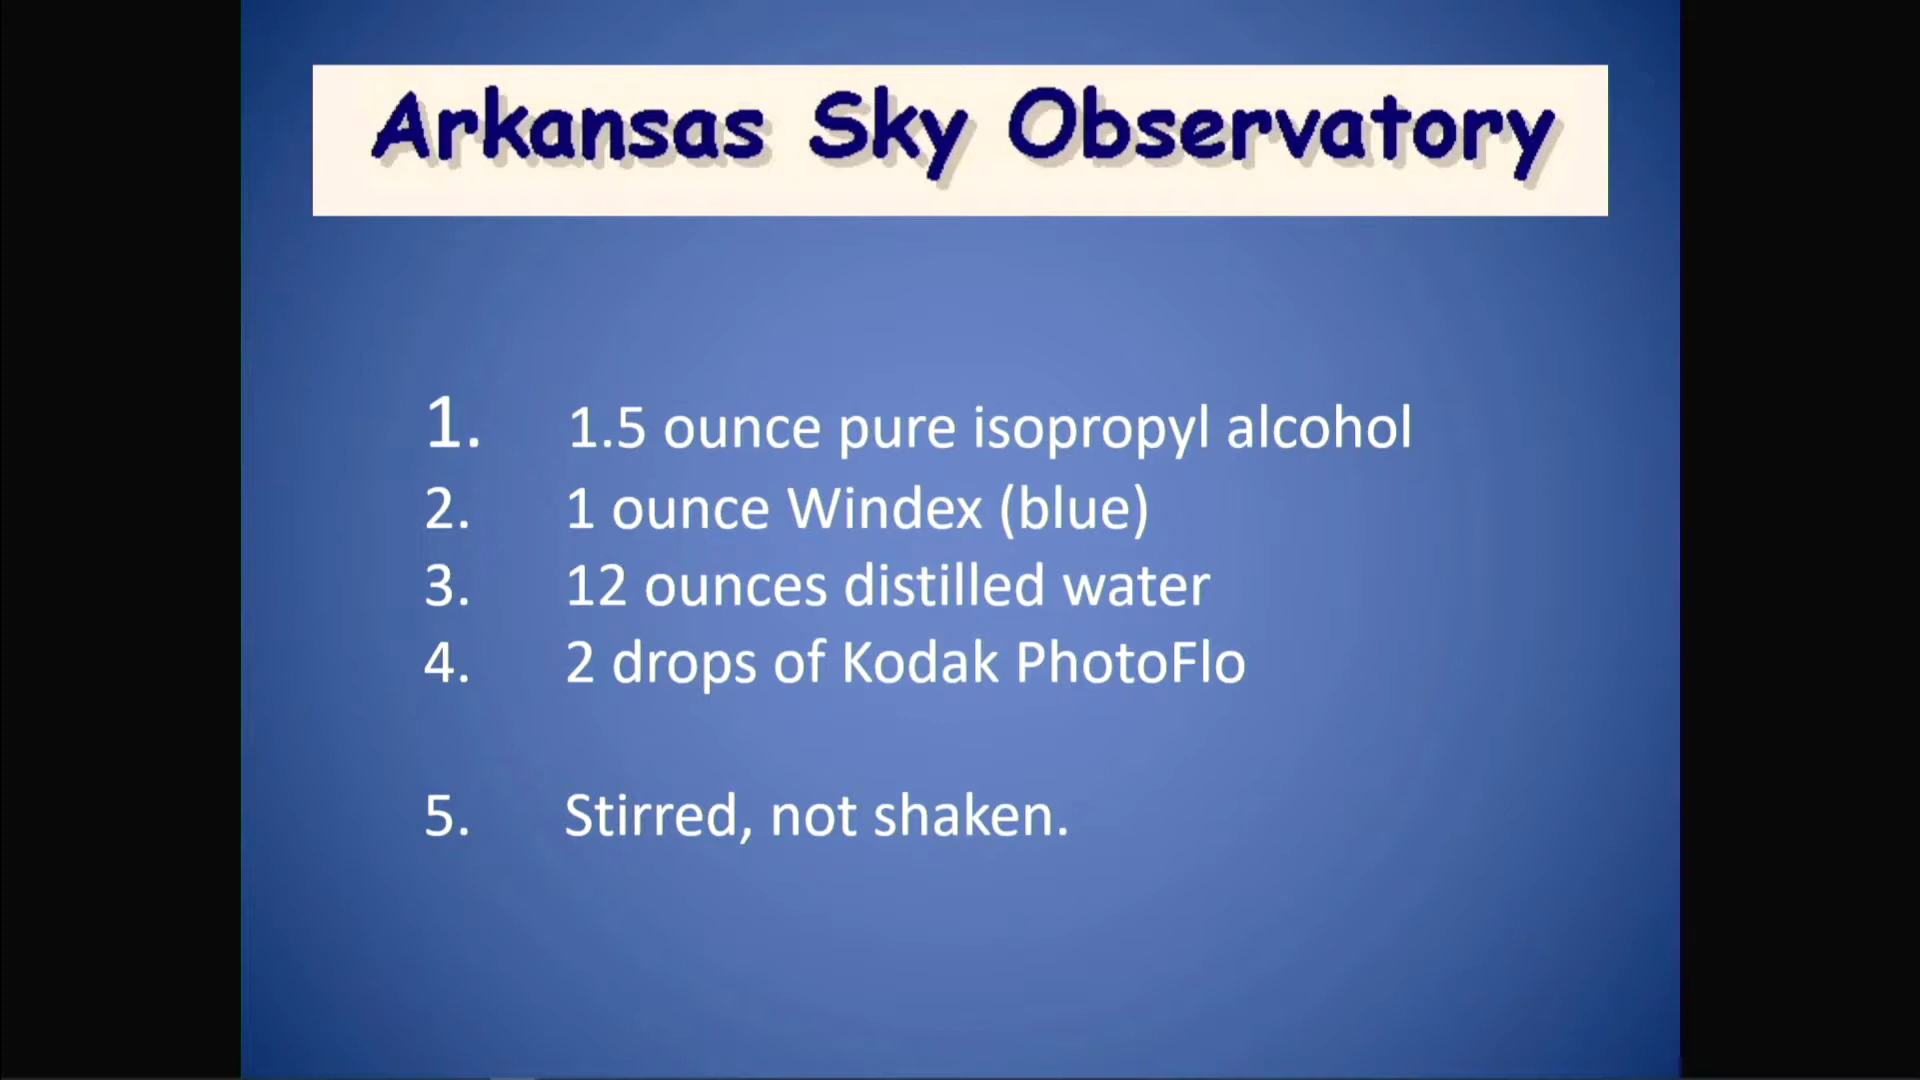 Arkansas Sky Observatory
1. 1.5 ounce pure isopropyl alcohol
2. 1 ounce Windex (blue)
3. 12 ounces distilled water
4. 2 drops of Kodak PhotoFlo
5. Stirred, not shaken.